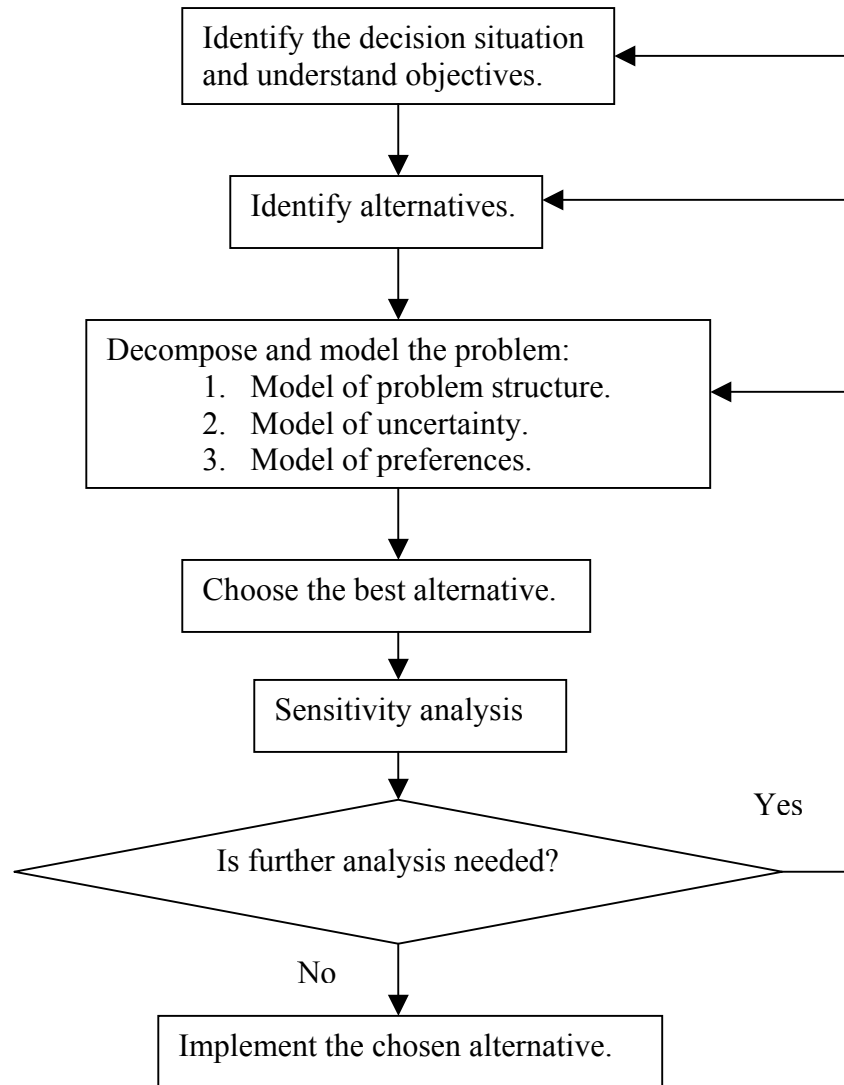 Identify the decision situation
and understand objectives.
Identify alternatives.
Decompose and model the problem:
1. Model of problem structure.
2. Model of uncertainty.
3. Model of preferences.
Choose the best alternative.
Sensitivity analysis
Yes
Is further analysis needed?
No
Implement the chosen alternative.